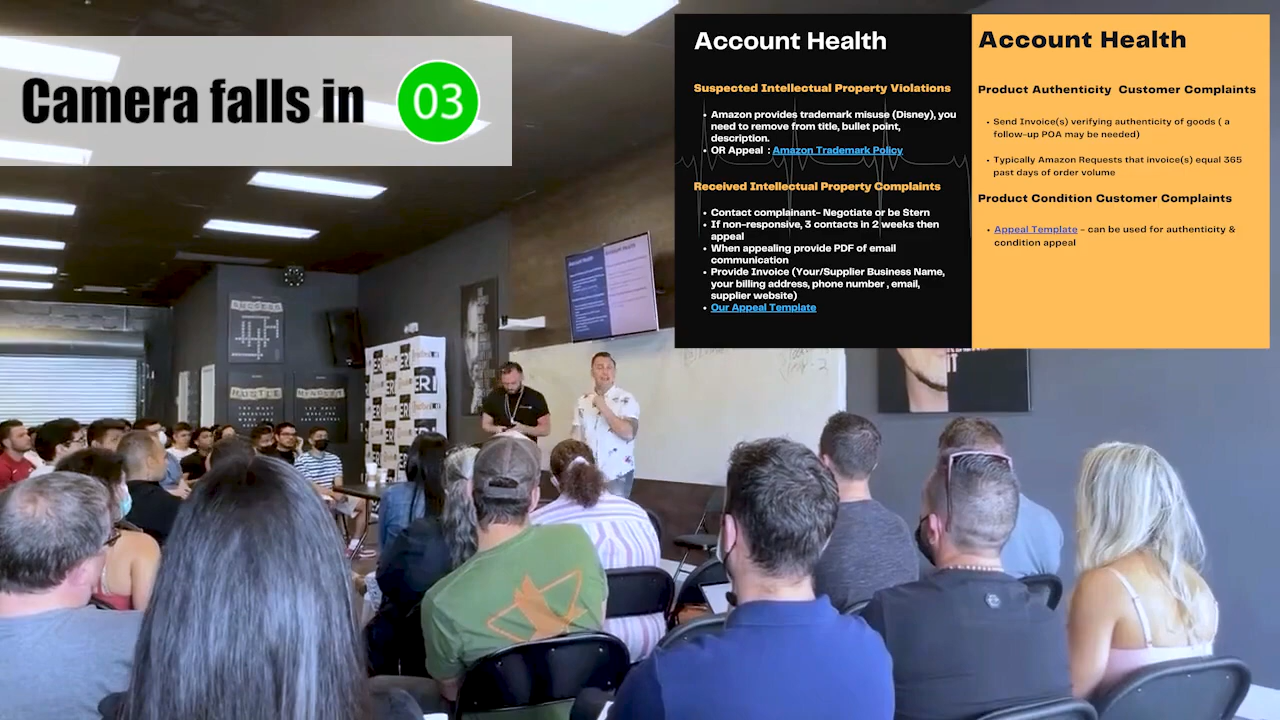 Camera falls in 03
Account Health
Suspected Intellectual Property Violations
• Amazon provides trademark misuse (Disney), you
need to remove from title, bullet point,
description.
• OR Appeal : Amazon Trademark Policy
Received Intellectual Property Complaints
• Contact complainant- Negotiate or be Stern
• If non-responsive, 3 contacts in 2 weeks then
appeal
• When appealing provide PDF of email
communication
• Provide Invoice (Your/Supplier Business Name,
your billing address, phone number , email,
supplier website)
• Our Appeal Template
Account Health
Product Authenticity Customer Complaints
• Send Invoice(s) verifying authenticity of goods ( a
follow-up POA may be needed)
• Typically Amazon Requests that invoice(s) equal 365
past days of order volume
Product Condition Customer Complaints
• Appeal Template - can be used for authenticity &
condition appeal
SUCCESS
HUSTLE
MINDSET